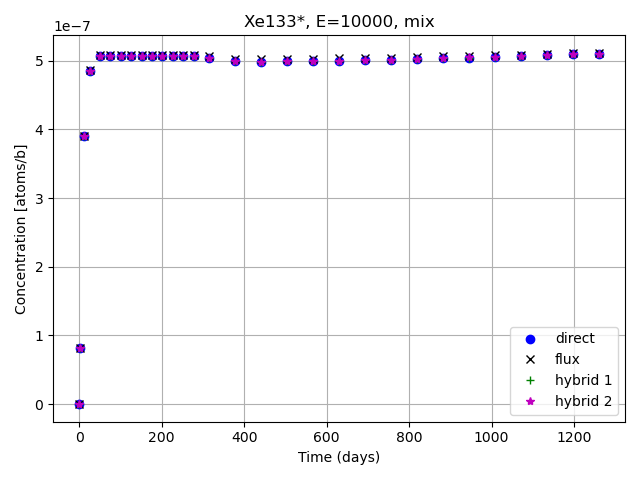 Xe133*, E=10000, mix
1e−7
5
4
3
2
1
0
Concentration [atoms/b]
0 200 400 600 800 1000 1200
Time (days)
direct
flux
hybrid 1
hybrid 2